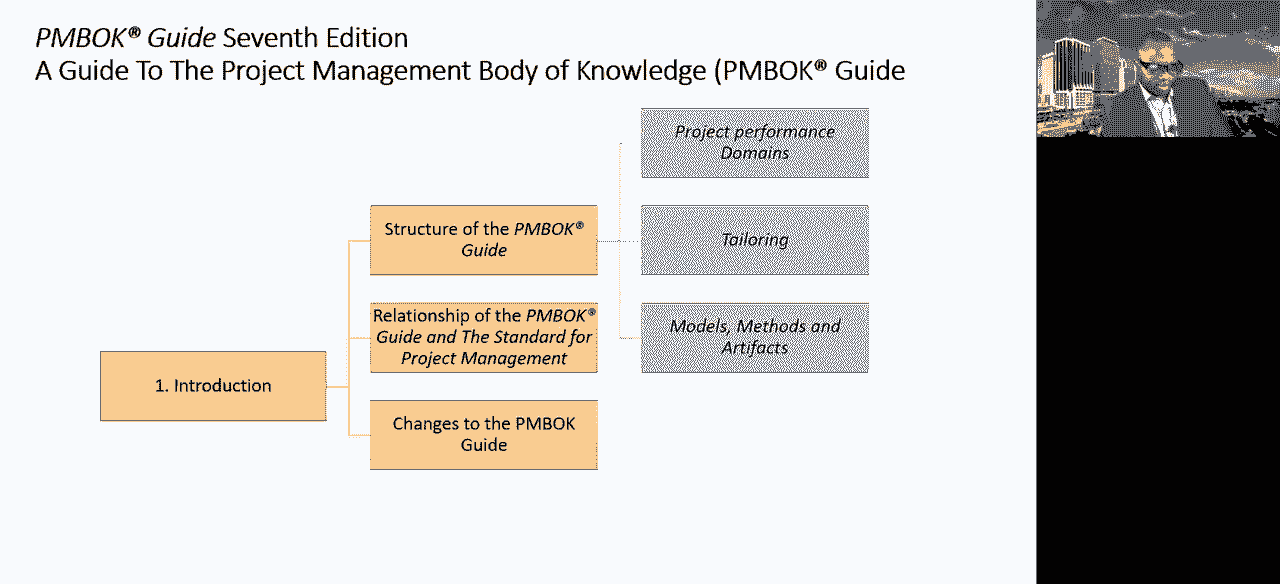 PMBOK® Guide Seventh Edition
A Guide To The Project Management Body of Knowledge (PMBOK® Guide
1. Introduction
Structure of the PMBOK®
Guide
Relationship of the PMBOK®
Guide and The Standard for
Project Management
Changes to the PMBOK
Guide
Project performance
Domains
Tailoring
Models, Methods and
Artifacts